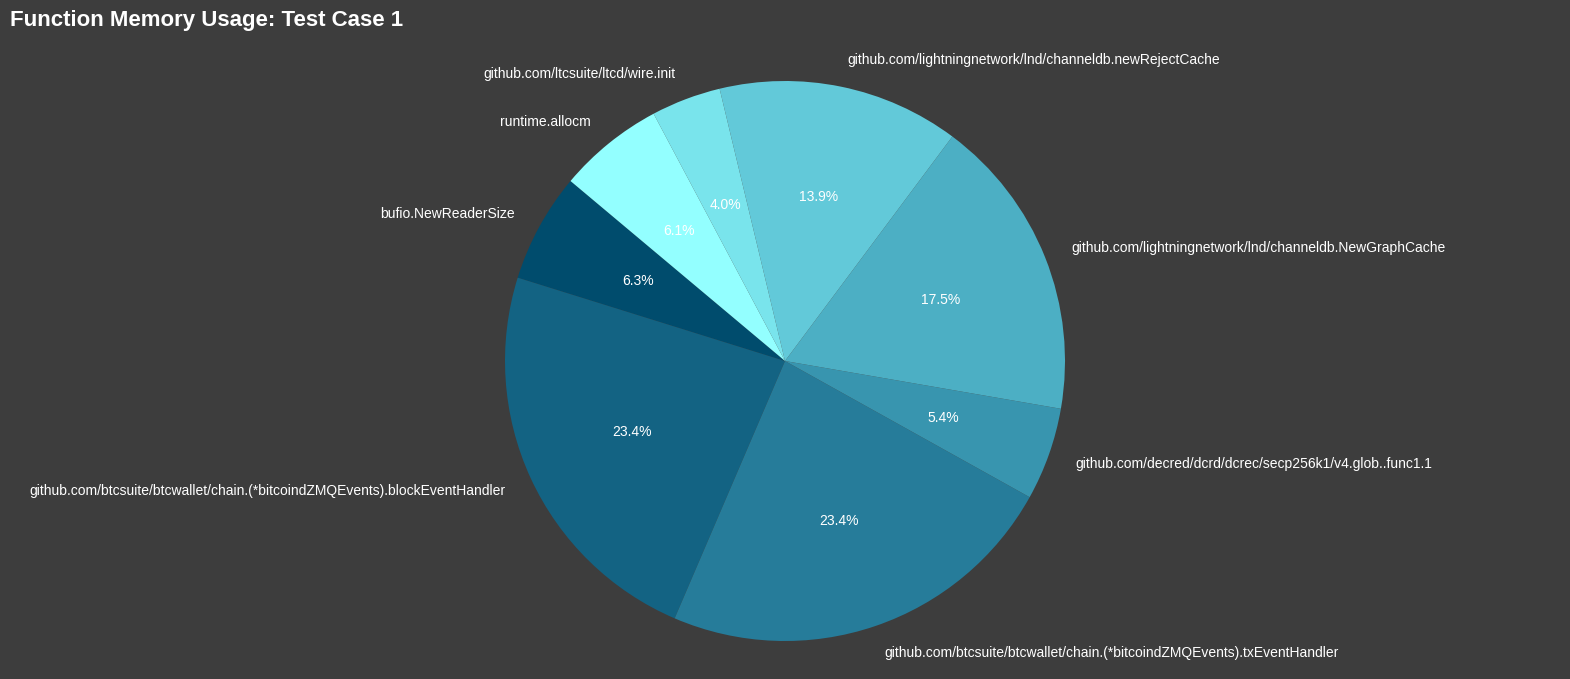 Function Memory Usage: Test Case 1
github.com/lightningnetwork/lnd/channeldb.newRejectCache
github.com/ltcsuite/ltcd/wire.init
runtime.allocm
13.9%
4.0%
bufio.NewReaderSize
6.1%
github.com/lightningnetwork/lnd/channeldb.NewGraphCache
6.3%
17.5%
5.4%
23.4%
github.com/decred/dcrd/dcrec/secp256k1/v4.glob..func1.1
github.com/btcsuite/btcwallet/chain.(*bitcoindZMQEvents).blockEventHandler
23.4%
github.com/btcsuite/btcwallet/chain.(*bitcoindZMQEvents).txEventHandler